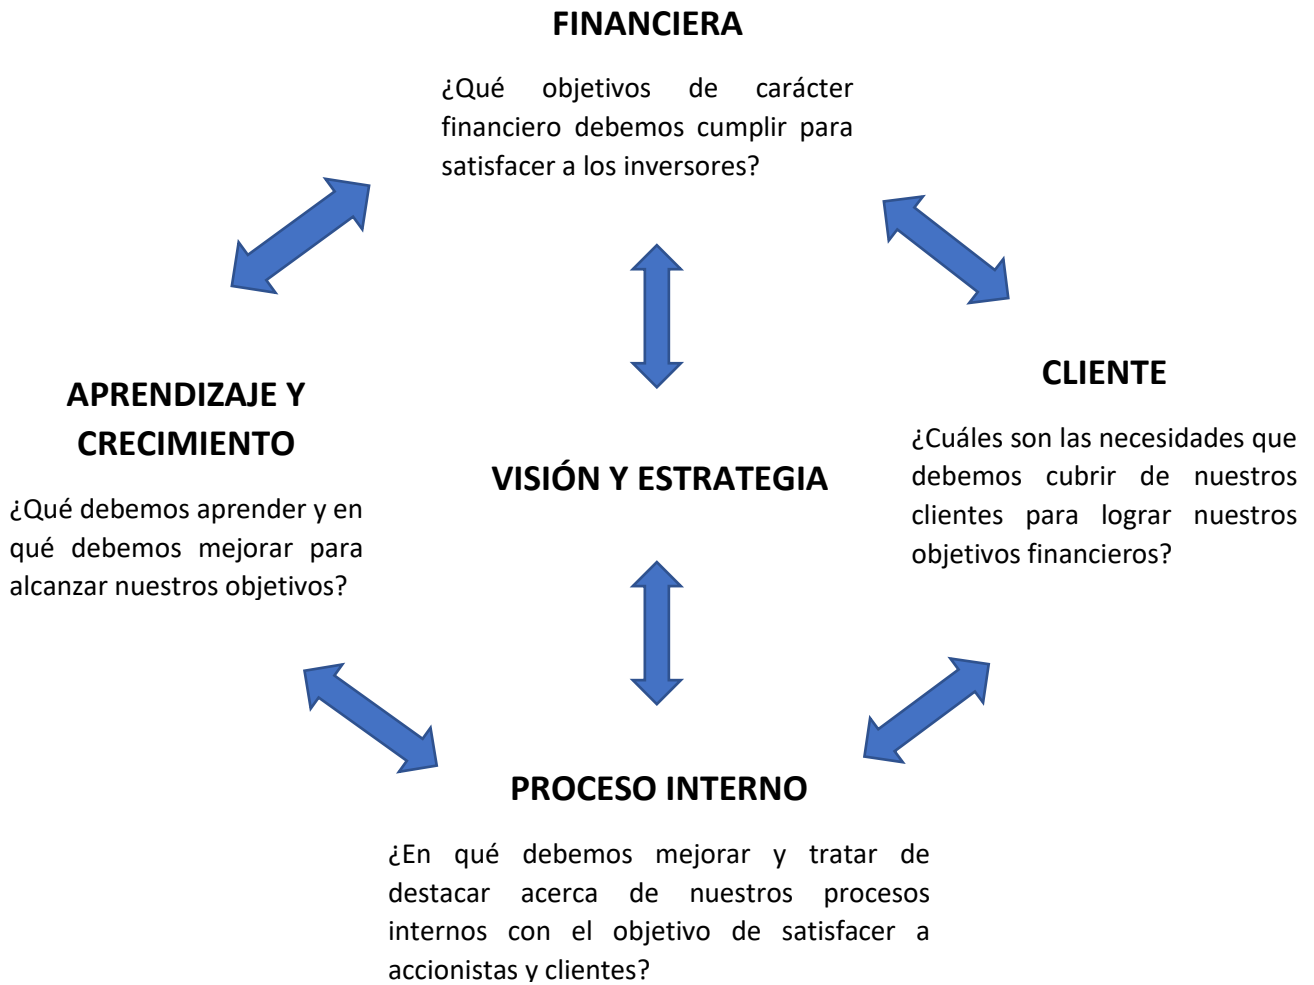 FINANCIERA
¿Qué objetivos de carácter
financiero debemos cumplir para
satisfacer a los inversores?
APRENDIZAJE Y
CRECIMIENTO
¿Qué debemos aprender y en
qué debemos mejorar para
alcanzar nuestros objetivos?
VISIÓN Y ESTRATEGIA
CLIENTE
¿Cuáles son las necesidades que
debemos cubrir de nuestros
clientes para lograr nuestros
objetivos financieros?
PROCESO INTERNO
¿En qué debemos mejorar y tratar de
destacar acerca de nuestros procesos
internos con el objetivo de satisfacer a
accionistas y clientes?